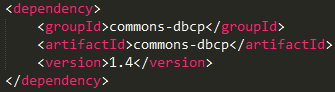 <dependency>
<groupId>commons-dbcp</groupId>
<artifactId>commons-dbcp</artifactId>
<version>1.4</version>
</dependency>